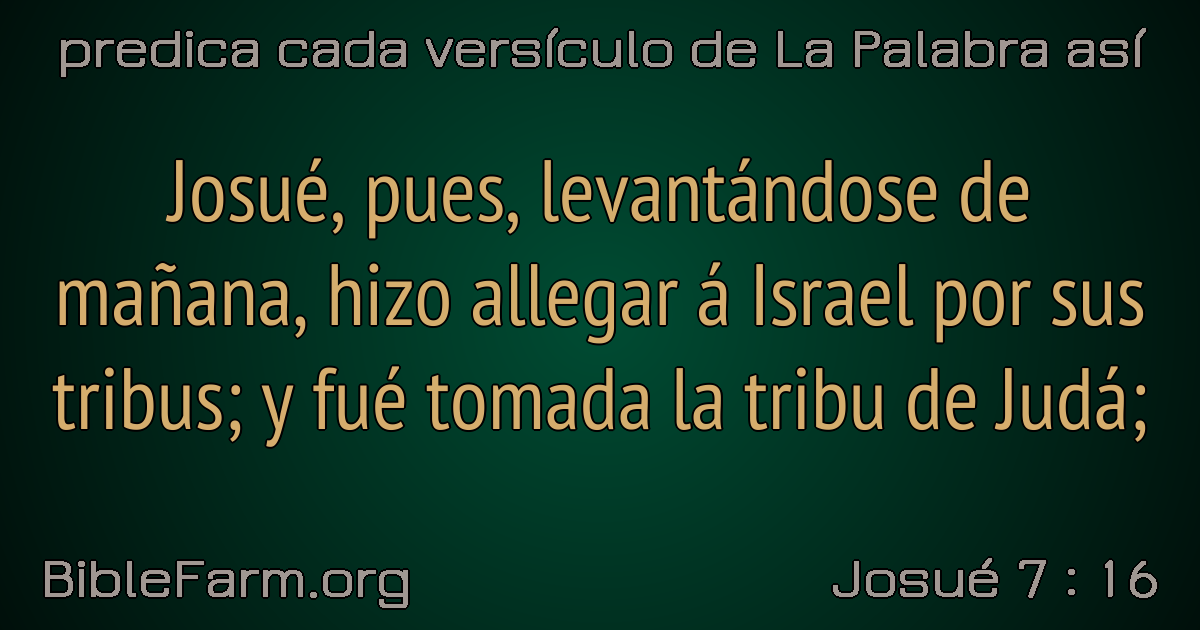 predica cada versículo de La Palabra así
Josué, pues, levantándose de
mañana, hizo allegar á Israel por sus
tribus; y fué tomada la tribu de Judá;
BibleFarm.org
Josué 7 : 16